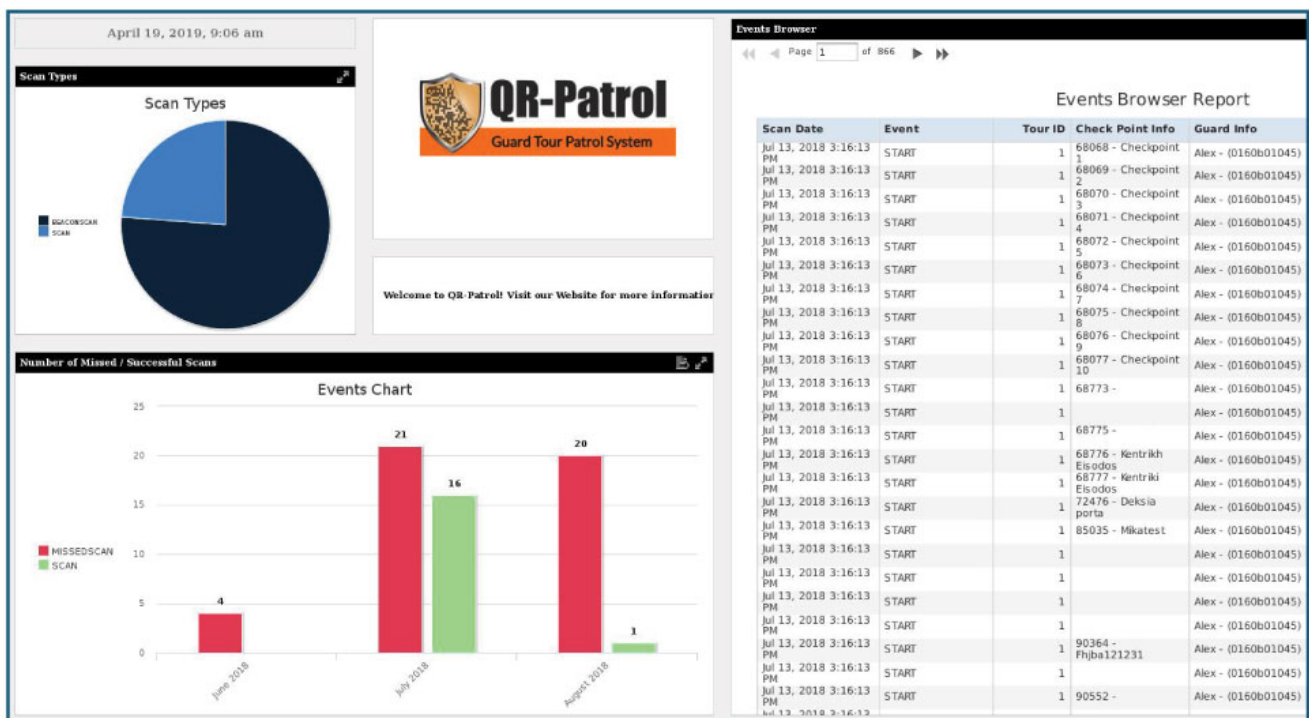 April 19, 2019, 9:06 am
Scan Types
Scan Types
BEACONSCAN
SCAN
QR-Patrol
Guard Tour Patrol System
Welcome to QR-Patrol! Visit our Website for more information
Number of Missed / Successful Scans
Events Chart
25
20
15
10
5
0
4
21
16
20
1
MISSEDSCAN
SCAN
June 2018
July 2018
August 2018
Events Browser
Page 1 of 866
Events Browser Report
Scan Date Event Tour ID Check Point Info Guard Info
Jul 13, 2018 3:16:13 PM START 1 68068 - Checkpoint 1 Alex - (0160b01045)
Jul 13, 2018 3:16:13 PM START 1 68069 - Checkpoint 2 Alex - (0160b01045)
Jul 13, 2018 3:16:13 PM START 1 68070 - Checkpoint 3 Alex - (0160b01045)
Jul 13, 2018 3:16:13 PM START 1 68071 - Checkpoint 4 Alex - (0160b01045)
Jul 13, 2018 3:16:13 PM START 1 68072 - Checkpoint 5 Alex - (0160b01045)
Jul 13, 2018 3:16:13 PM START 1 68073 - Checkpoint 6 Alex - (0160b01045)
Jul 13, 2018 3:16:13 PM START 1 68074 - Checkpoint 7 Alex - (0160b01045)
Jul 13, 2018 3:16:13 PM START 1 68075 - Checkpoint 8 Alex - (0160b01045)
Jul 13, 2018 3:16:13 PM START 1 68076 - Checkpoint 9 Alex - (0160b01045)
Jul 13, 2018 3:16:13 PM START 1 68077 - Checkpoint 10 Alex - (0160b01045)
Jul 13, 2018 3:16:13 PM START 1 68773 - Alex - (0160b01045)
Jul 13, 2018 3:16:13 PM START 1 Alex - (0160b01045)
Jul 13, 2018 3:16:13 PM START 1 68775 - Alex - (0160b01045)
Jul 13, 2018 3:16:13 PM START 1 68776 - Kentrikh Eisodos Alex - (0160b01045)
Jul 13, 2018 3:16:13 PM START 1 68777 - Kentriki Eisodos Alex - (0160b01045)
Jul 13, 2018 3:16:13 PM START 1 72476 - Deksia porta Alex - (0160b01045)
Jul 13, 2018 3:16:13 PM START 1 85035 - Mikatest Alex - (0160b01045)
Jul 13, 2018 3:16:13 PM START 1 Alex - (0160b01045)
Jul 13, 2018 3:16:13 PM START 1 Alex - (0160b01045)
Jul 13, 2018 3:16:13 PM START 1 Alex - (0160b01045)
Jul 13, 2018 3:16:13 PM START 1 Alex - (0160b01045)
Jul 13, 2018 3:16:13 PM START 1 90364 - Fhjba121231 Alex - (0160b01045)
Jul 13, 2018 3:16:13 PM START 1 Alex - (0160b01045)
Jul 13, 2018 3:16:13 PM START 1 90552 - Alex - (0160b01045)
Jul 13, 2018 3:16:13